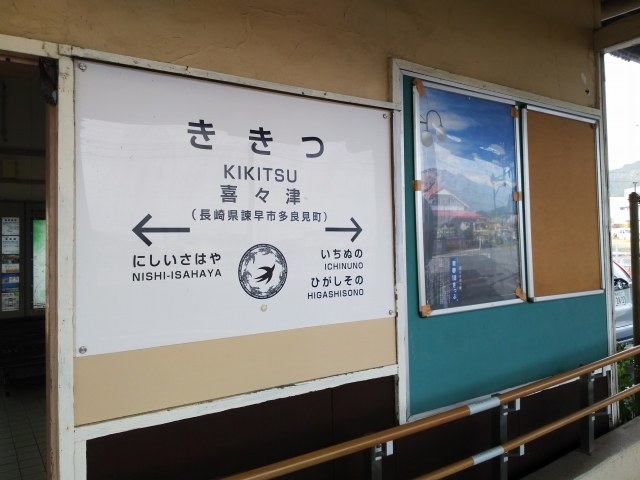 ききつ
KIKITSU
喜々津
（長崎県諫早市多良見町）
にしいさはや
NISHI-ISAHAYA
いちぬの
ICHINUNO
ひがしその
HIGASHISONO